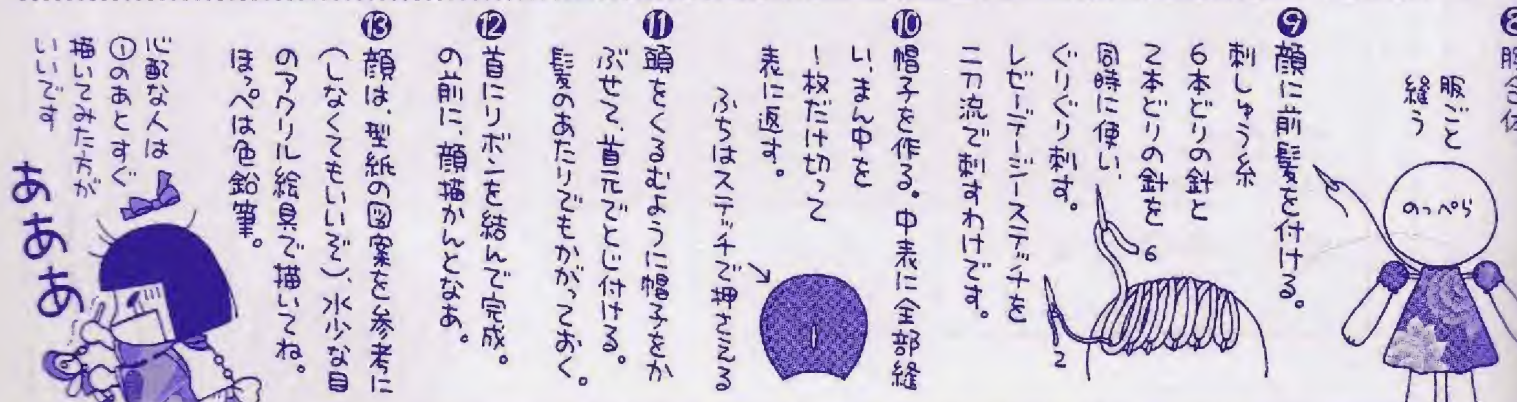 ⑧
服ごと
縫う
のっぺら
⑨顔に前髪を付ける。
刺しゅう糸
6本どりの針と
2本どりの針を
同時に使い、
ぐりぐり刺す。
レゼーデージーステッチを
二刀流で刺すわけです。
6
2
⑩帽子を作る。中表に全部縫
い、まん中を
一枚だけ切って
表に返す。
ふちはステッチで押さえる
⑪頭をくるむように帽子をか
ぶせて、首元でとじ付ける。
髪のあたりでもかがっておく。
⑫首にリボンを結んで完成。
の前に、顔描かんとなあ。
⑬顔は、型紙の図案を参考に
(しなくてもいいぞ)、水少な目
のアクリル絵具で描いてね。
ほっぺは色鉛筆。
心配な人は
①のあとすぐ
描いてみた方が
いいです
あああ